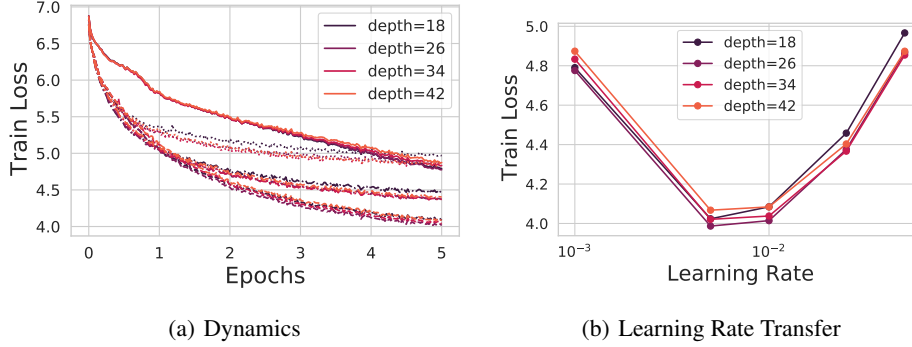 7.0
6.5
6.0
5.5
5.0
4.5
4.0
Train Loss
0 1 2 3 4 5
Epochs
depth=18
depth=26
depth=34
depth=42
(a) Dynamics
5.0
4.8
4.6
4.4
4.2
4.0
Train Loss
10⁻³ 10⁻²
Learning Rate
depth=18
depth=26
depth=34
depth=42
(b) Learning Rate Transfer